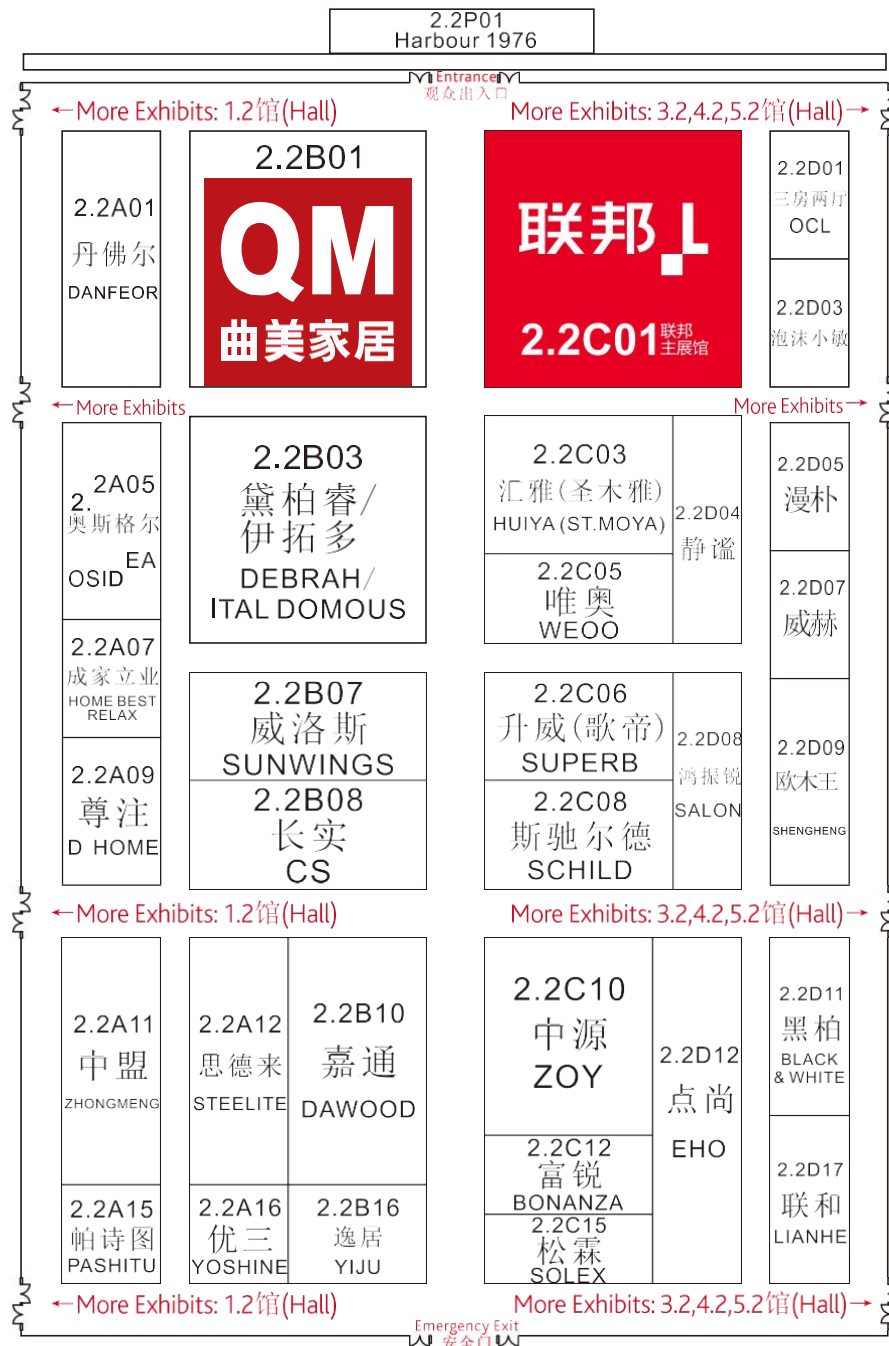 2.2P01
Harbour 1976
Entrance
观众出入口
←More Exhibits: 1.2馆(Hall)
More Exhibits: 3.2,4.2,5.2馆(Hall)→
2.2A01
丹佛尔
DANFEOR
2.2B01
QM
曲美家居
联邦
2.2C01
联邦
主展馆
2.2D01
三房两厅
OCL
2.2D03
泡沫小敏
←More Exhibits
More Exhibits→
2.
2A05
奥斯格尔
EA
OSID
2.2A07
成家立业
HOME BEST
RELAX
2.2A09
尊注
D HOME
2.2B03
黛柏睿/
伊拓多
DEBRAH/
ITAL DOMOUS
2.2C03
汇雅(圣木雅)
HUIYA (ST.MOYA)
2.2C05
唯奥
WEOO
2.2D04
静谧
2.2D05
漫朴
2.2D07
威赫
2.2D09
欧木王
SHENGHENG
2.2B07
威洛斯
SUNWINGS
2.2B08
长实
CS
2.2C06
升威(歌帝)
SUPERB
2.2C08
斯驰尔德
SCHILD
2.2D08
鸿振锐
SALON
←More Exhibits: 1.2馆(Hall)
More Exhibits: 3.2,4.2,5.2馆(Hall)→
2.2A11
中盟
ZHONGMENG
2.2A12
思德来
STEELITE
2.2B10
嘉通
DAWOOD
2.2C10
中源
ZOY
2.2D12
点尚
EHO
2.2D11
黑柏
BLACK
& WHITE
2.2A15
帕诗图
PASHITU
2.2A16
优三
YOSHINE
2.2B16
逸居
YIJU
2.2C12
富锐
BONANZA
2.2C15
松霖
SOLEX
2.2D17
联和
LIANHE
←More Exhibits: 1.2馆(Hall)
More Exhibits: 3.2,4.2,5.2馆(Hall)→
Emergency Exit
安全门